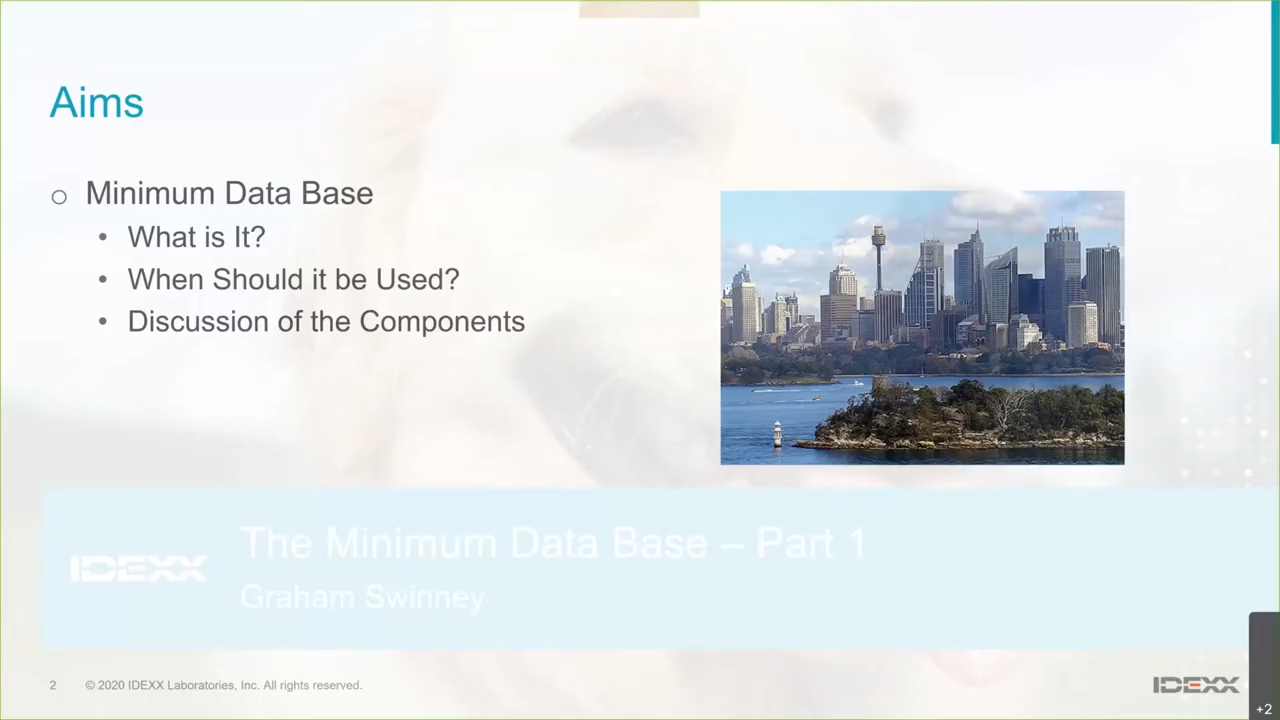 Aims
o Minimum Data Base
• What is It?
• When Should it be Used?
• Discussion of the Components
IDEXX
The Minimum Data Base – Part 1
Graham Swinney
2
© 2020 IDEXX Laboratories, Inc. All rights reserved.
IDEXX
+2